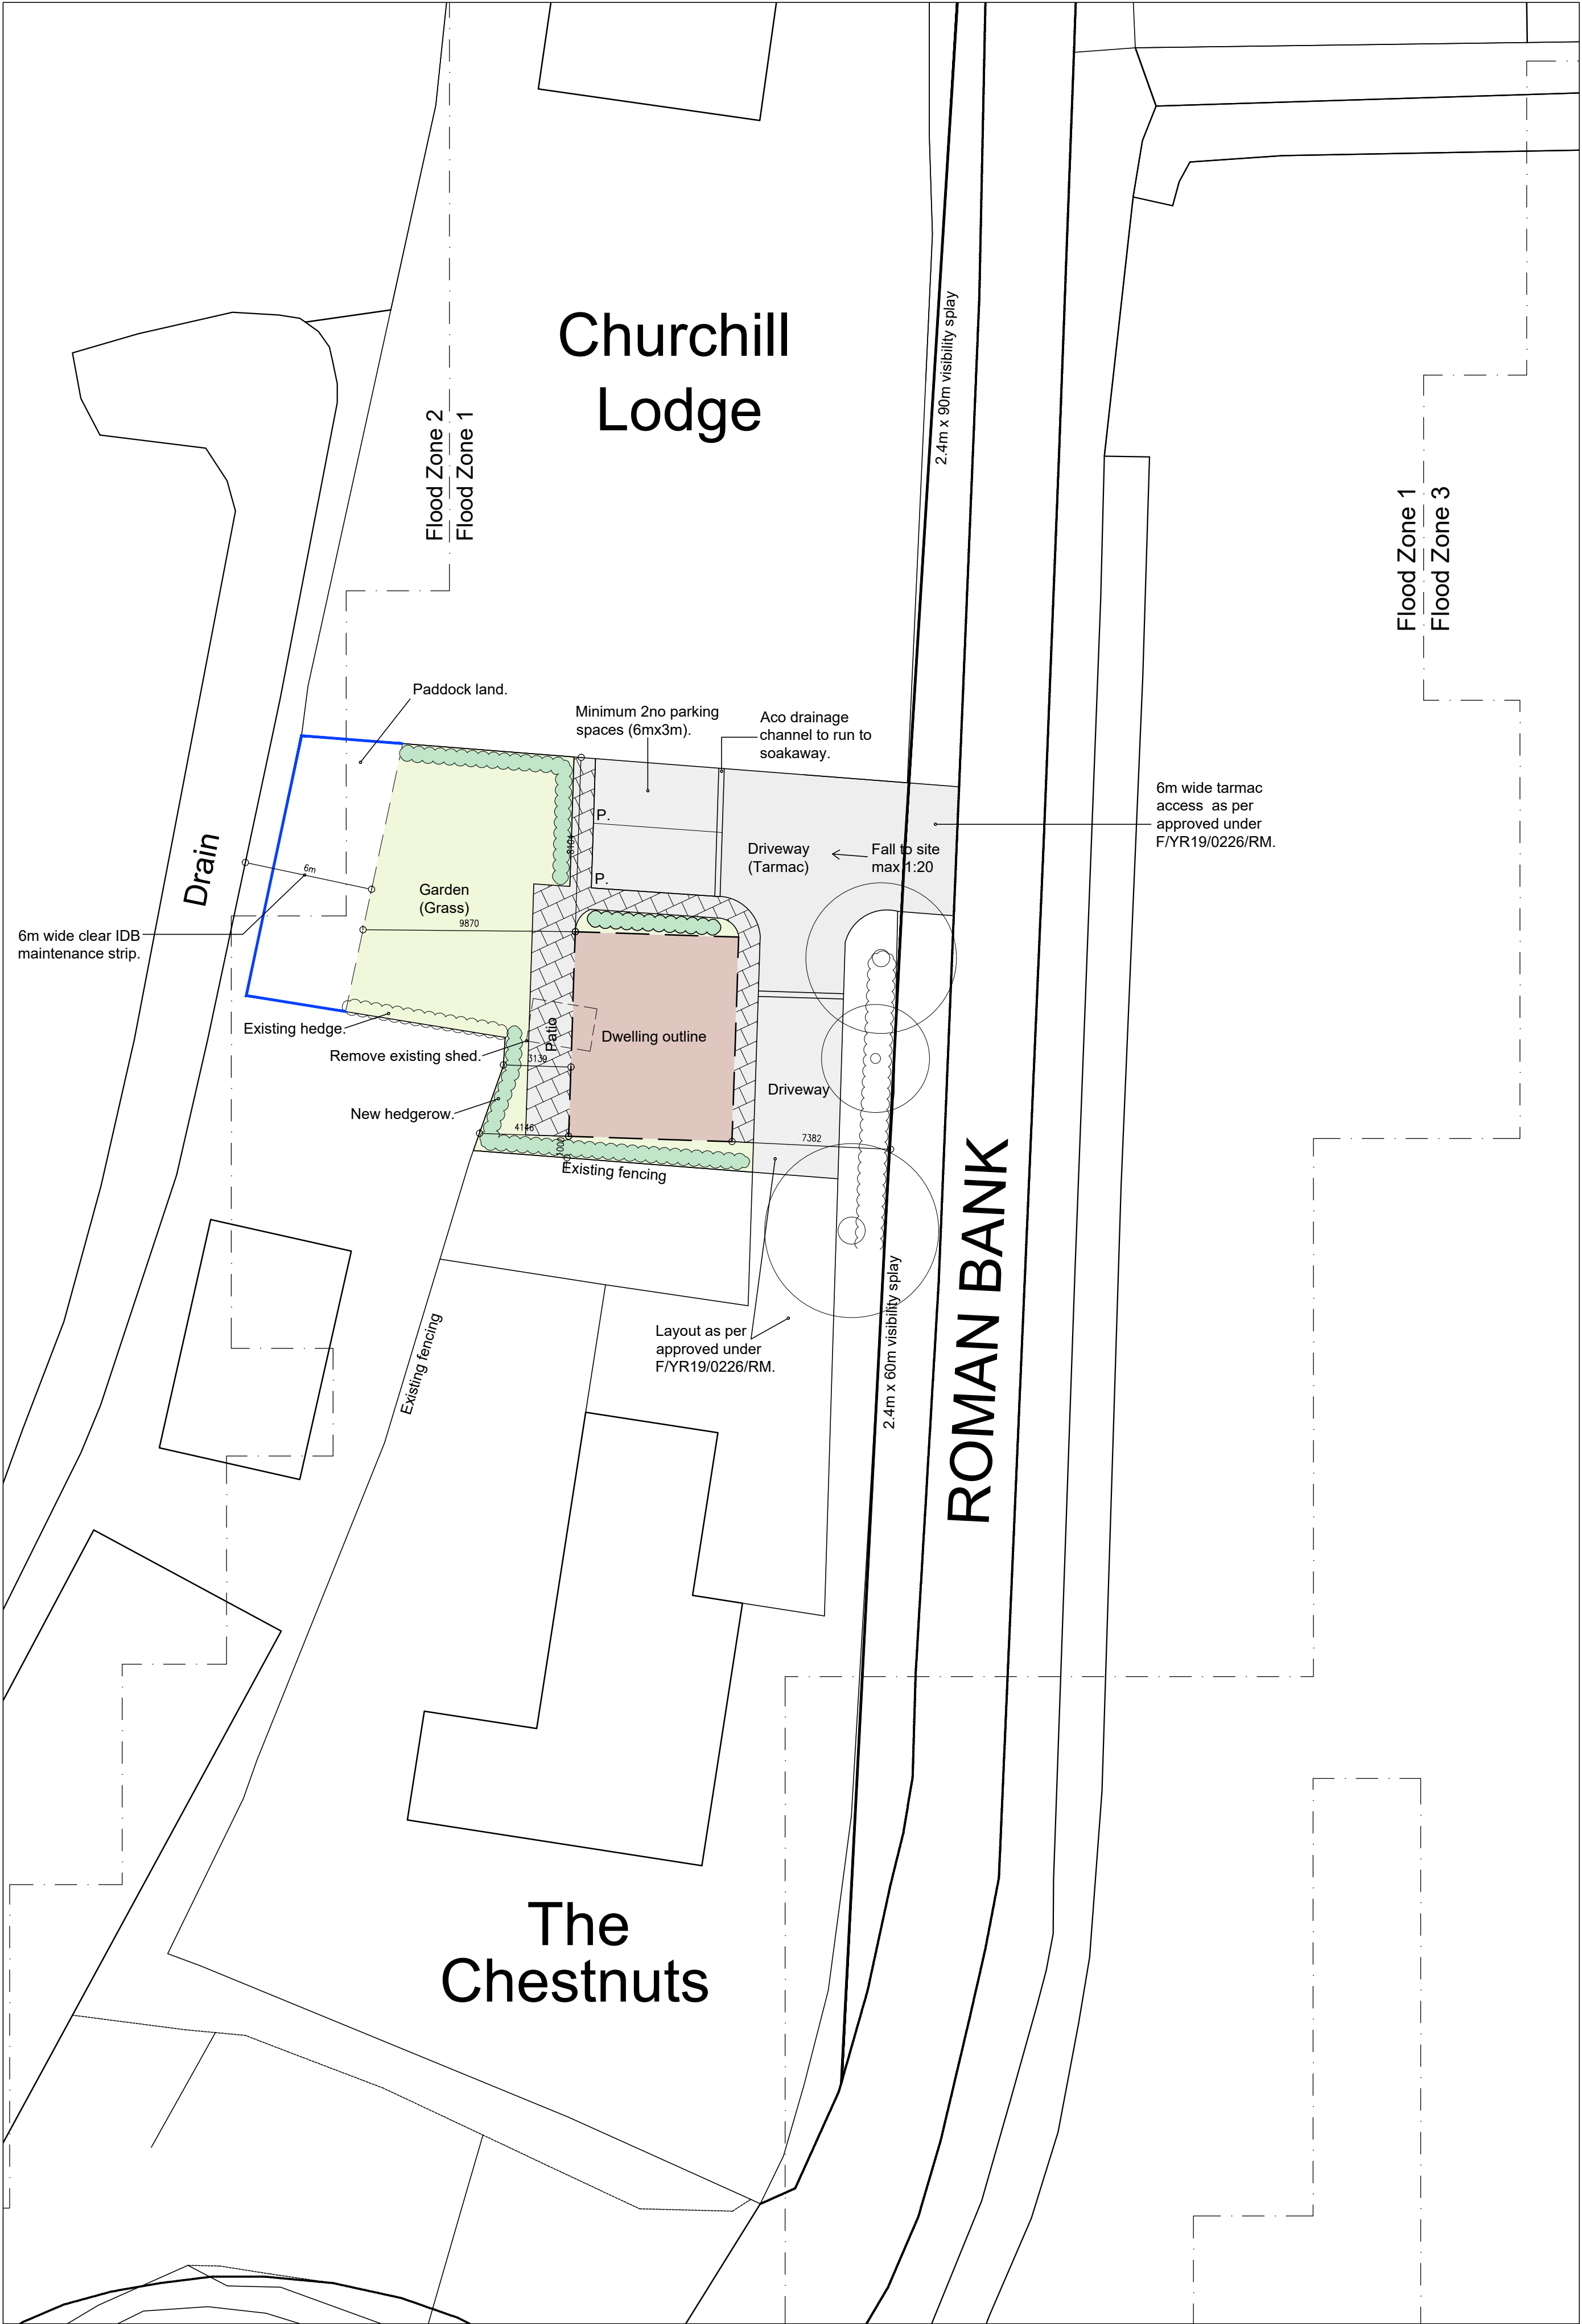 Churchill
Lodge
2.4m x 90m visibility splay
Flood Zone 2
Flood Zone 1
Flood Zone 1
Flood Zone 3
Paddock land.
Minimum 2no parking
spaces (6mx3m).
Aco drainage
channel to run to
soakaway.
6m wide tarmac
access as per
approved under
F/YR19/0226/RM.
P.
P.
8104
Driveway
(Tarmac)
Fall to site
max 1:20
Drain
6m
Garden
(Grass)
9870
6m wide clear IDB
maintenance strip.
Existing hedge.
Remove existing shed.
Patio
3139
Dwelling outline
Driveway
New hedgerow.
4146
7382
Existing fencing
ROMAN BANK
2.4m x 60m visibility splay
Layout as per
approved under
F/YR19/0226/RM.
Existing fencing
The
Chestnuts